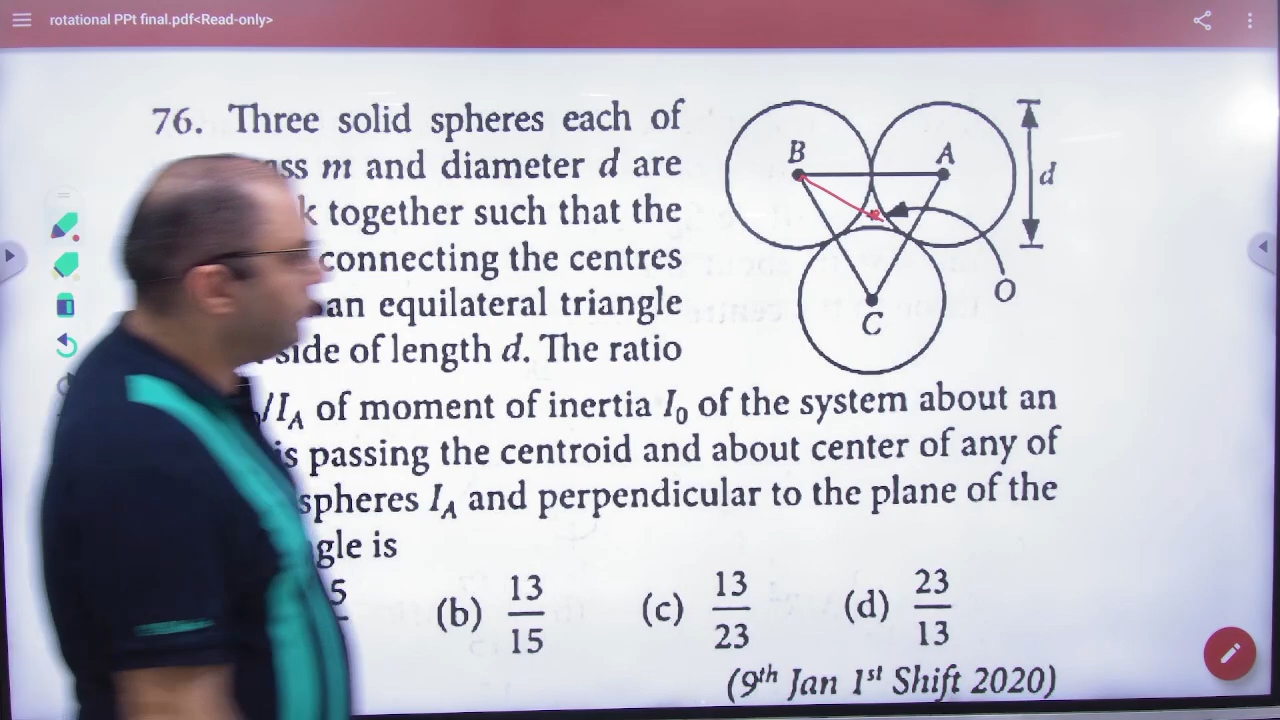 rotational PPt final.pdf<Read-only>
76. Three solid spheres each of
m and diameter d are
together such that the
connecting the centres
an equilateral triangle
side of length d. The ratio
/I_A of moment of inertia I_0 of the system about an
passing the centroid and about center of any of
spheres I_A and perpendicular to the plane of the
is
B
A
d
O
C
5
(b) 13/15
(c) 13/23
(d) 23/13
(9th Jan 1st Shift 2020)